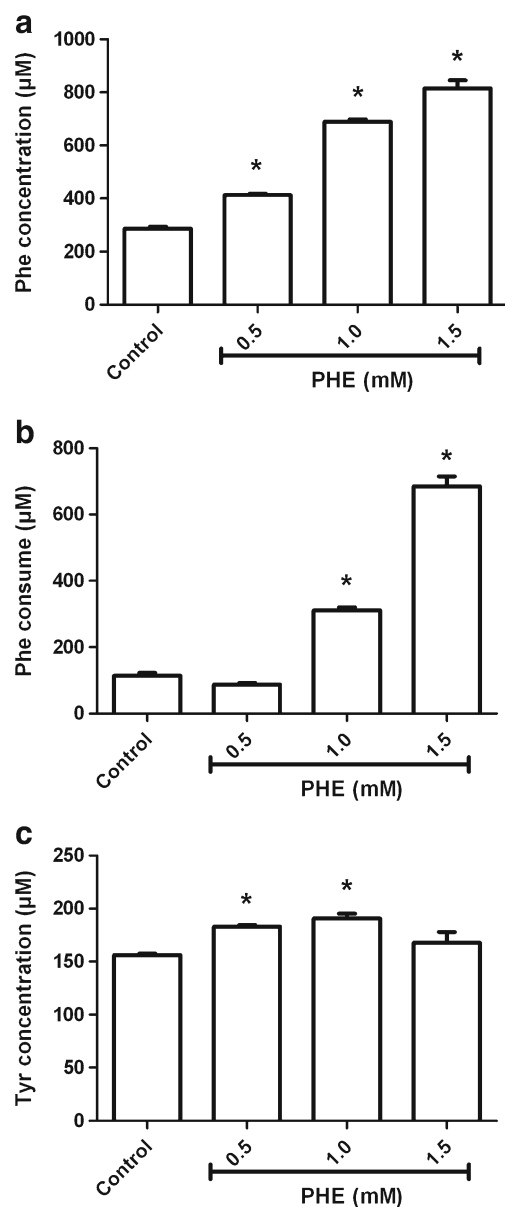 a
Phe concentration (µM)
1000
800
600
400
200
0
*
*
*
Control
0.5
1.0
1.5
PHE (mM)
b
Phe consume (µM)
800
600
400
200
0
*
*
Control
0.5
1.0
1.5
PHE (mM)
c
Tyr concentration (µM)
250
200
150
100
50
0
*
*
Control
0.5
1.0
1.5
PHE (mM)